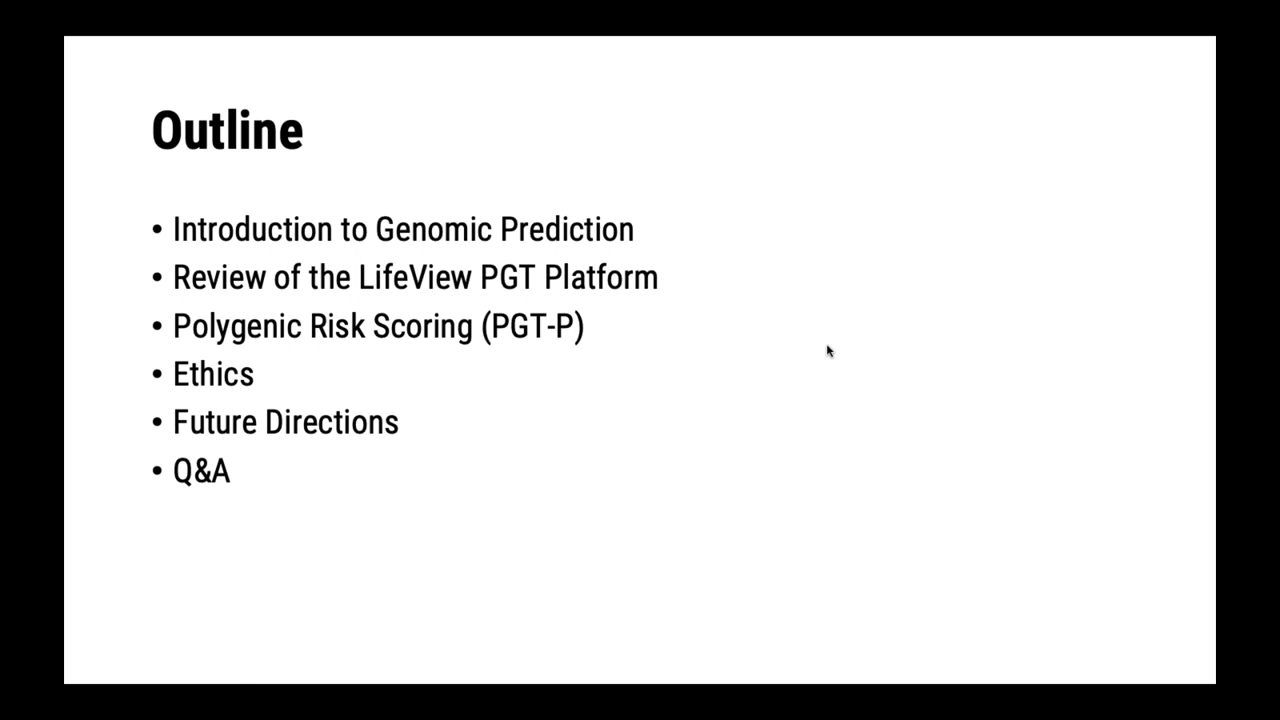 Outline
• Introduction to Genomic Prediction
• Review of the LifeView PGT Platform
• Polygenic Risk Scoring (PGT-P)
• Ethics
• Future Directions
• Q&A